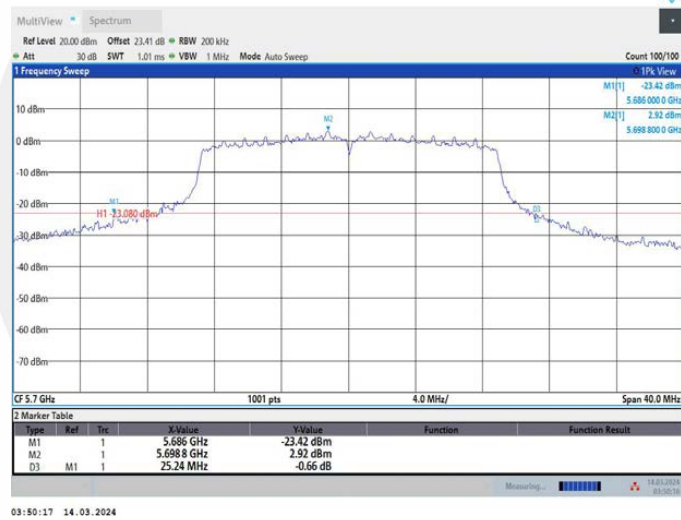 MultiView Spectrum
Ref Level 20.00 dBm Offset 23.41 dB RBW 200 kHz
Att 30 dB SWT 1.01 ms VBW 1 MHz Mode Auto Sweep Count 100/100
1 Frequency Sweep 1Pk View
M1[1] -23.42 dBm
5.686 000 0 GHz
M2[1] 2.92 dBm
5.698 800 0 GHz
10 dBm
M2
0 dBm
-10 dBm
-20 dBm
M1
D3
H1 -23.080 dBm
-30 dBm
-40 dBm
-50 dBm
-60 dBm
-70 dBm
CF 5.7 GHz 1001 pts 4.0 MHz/ Span 40.0 MHz
2 Marker Table
Type Ref Trc X-Value Y-Value Function Function Result
M1 1 5.686 GHz -23.42 dBm
M2 1 5.698 8 GHz 2.92 dBm
D3 M1 1 25.24 MHz -0.66 dB
Measuring... 14.03.2024
03:50:16
03:50:17 14.03.2024